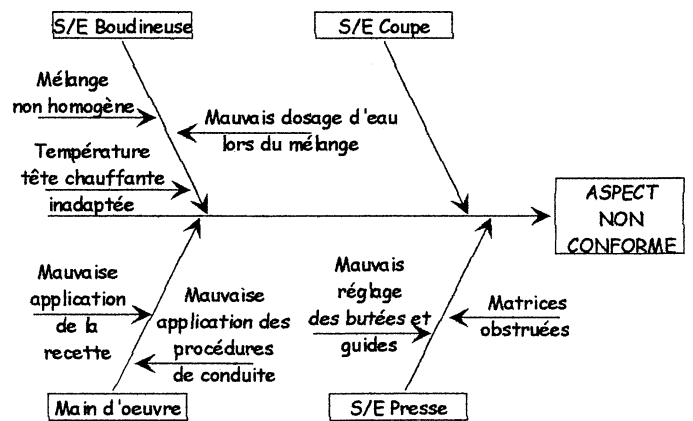 S/E Boudineuse
S/E Coupe
Mélange
non homogène
Mauvais dosage d'eau
lors du mélange
Température
tête chauffante
inadaptée
ASPECT
NON
CONFORME
Mauvaise
application
de la
recette
Mauvaise
application des
procédures
de conduite
Mauvais
réglage
des butées et
guides
Matrices
obstruées
Main d'oeuvre
S/E Presse